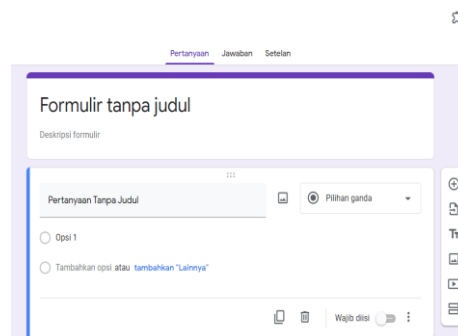 Pertanyaan Jawaban Setelan
Formulir tanpa judul
Deskripsi formulir
Pertanyaan Tanpa Judul
Pilihan ganda
Opsi 1
Tambahkan opsi atau tambahkan "Lainnya"
Wajib diisi